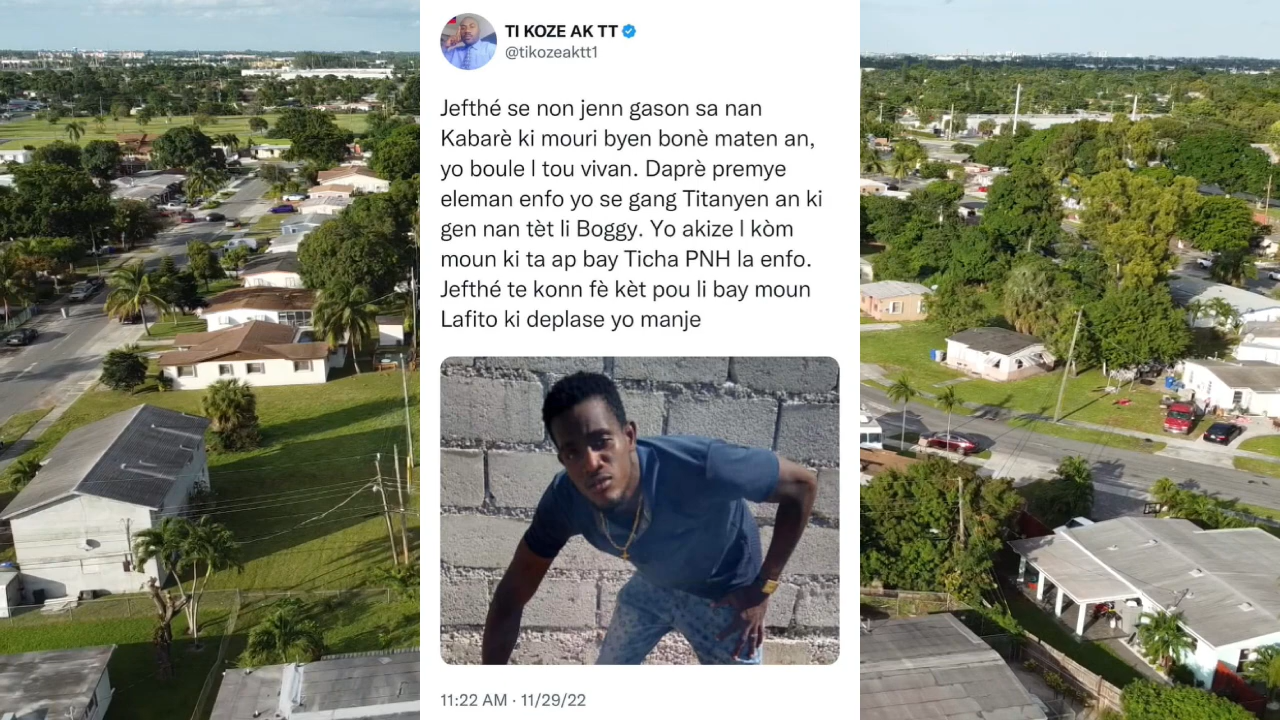 TI KOZE AK TT
@tikozeaktt1
Jefthé se non jenn gason sa nan
Kabarè ki mouri byen bonè maten an,
yo boule l tou vivan. Daprè premye
eleman enfo yo se gang Titanyen an ki
gen nan tèt li Boggy. Yo akize l kòm
moun ki ta ap bay Ticha PNH la enfo.
Jefthé te konn fè kèt pou li bay moun
Lafito ki deplase yo manje
11:22 AM · 11/29/22